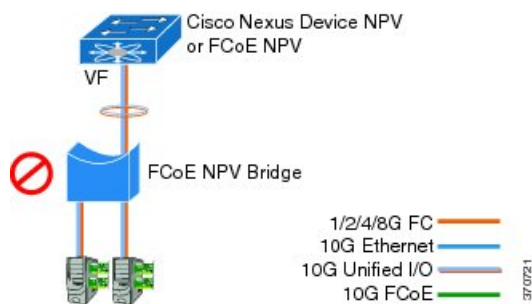 Cisco Nexus Device NPV
or FCoE NPV
VF
FCoE NPV Bridge
1/2/4/8G FC
10G Ethernet
10G Unified I/O
10G FCoE